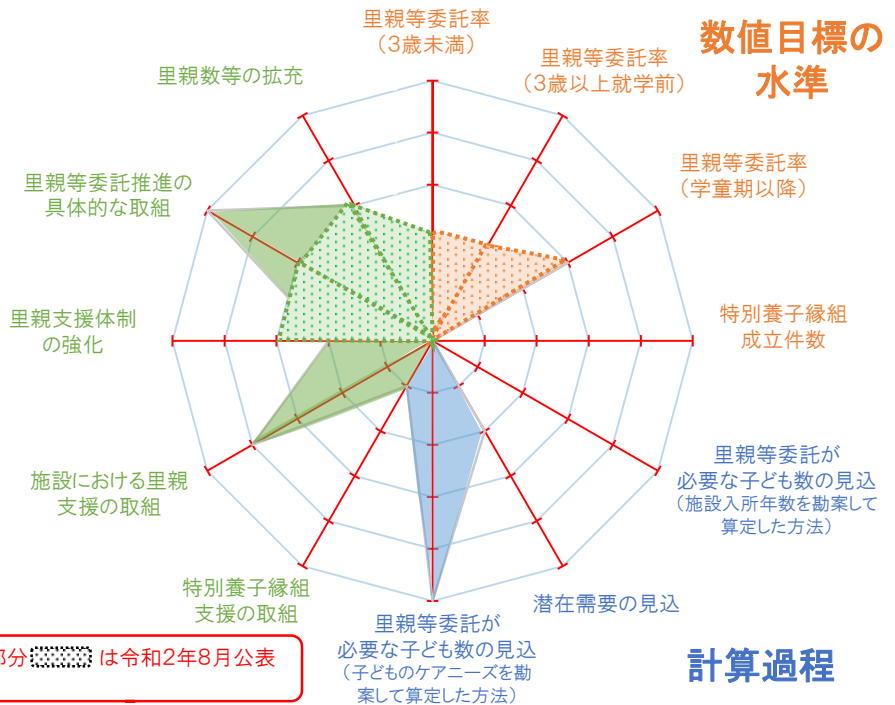 里親等委託率
（3歳未満）
数値目標の
水準
里親等委託率
（3歳以上就学前）
里親数等の拡充
里親等委託率
（学童期以降）
里親等委託推進の
具体的な取組
里親支援体制
の強化
特別養子縁組
成立件数
里親等委託が
必要な子ども数の見込
（施設入所年数を勘案して
算定した方法）
施設における里親
支援の取組
特別養子縁組
支援の取組
潜在需要の見込
里親等委託が
必要な子ども数の見込
（子どものケアニーズを勘
案して算定した方法）
計算過程
部分 は令和2年8月公表